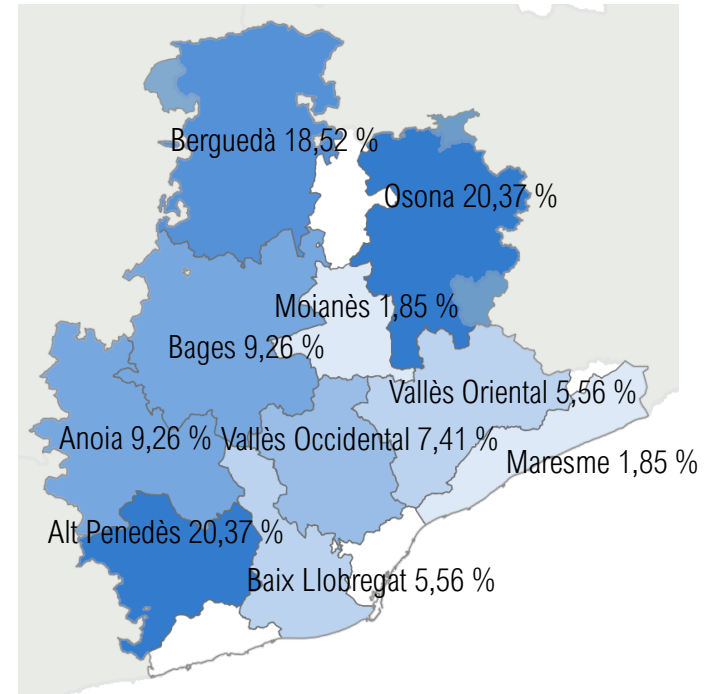 Berguedà 18,52 %
Osona 20,37 %
Moianès 1,85 %
Bages 9,26 %
Vallès Oriental 5,56 %
Anoia 9,26 %
Vallès Occidental 7,41 %
Maresme 1,85 %
Alt Penedès 20,37 %
Baix Llobregat 5,56 %